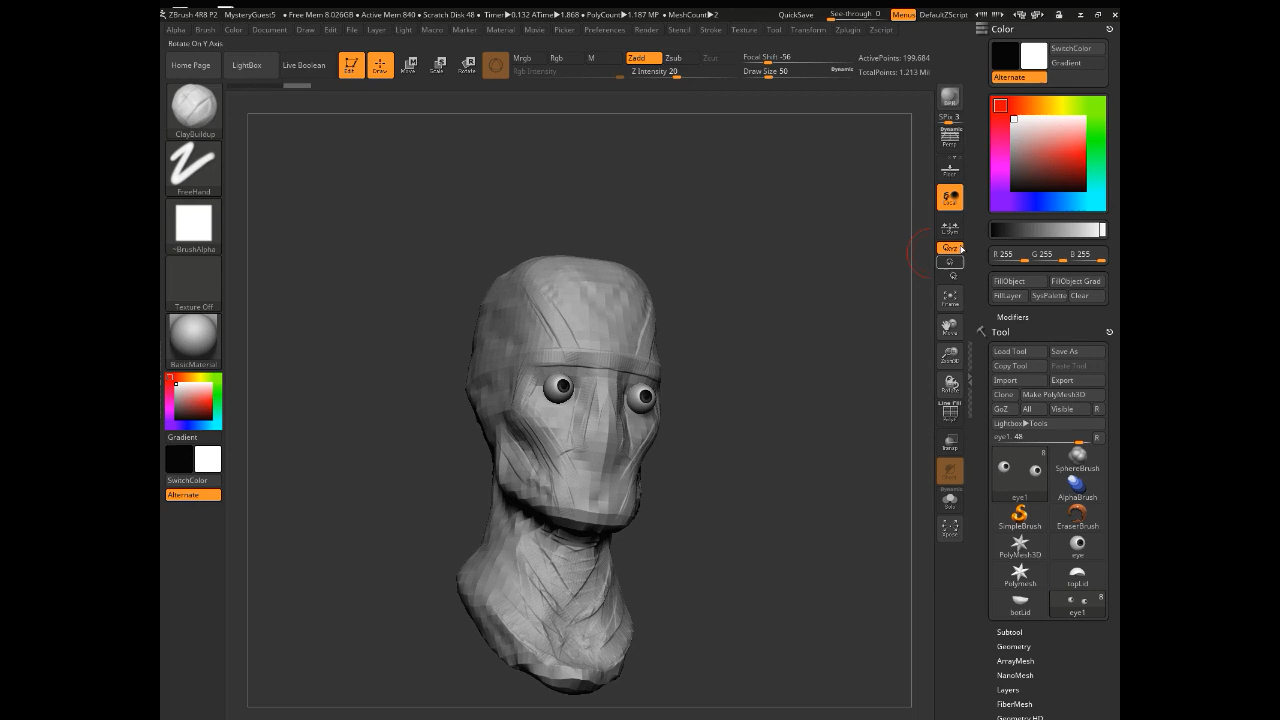 ZBrush 4R8 P2 MysteryGuest5 • Free Mem 8.026GB • Active Mem 840 • Scratch Disk 48 • Timer▶0.132 ATime▶1.868 • PolyCount▶1.187 MP • MeshCount▶2 QuickSave See-through 0 Menus DefaultZScript
Alpha Brush Color Document Draw Edit File Layer Light Macro Marker Material Movie Picker Preferences Render Stencil Stroke Texture Tool Transform Zplugin Zscript
Rotate On Y Axis
Home Page LightBox Live Boolean Edit Draw Move Scale Rotate
Mrgb Rgb M Zadd Zsub Zcut
Rgb Intensity Z Intensity 20
Focal Shift -56
Draw Size 50 Dynamic
ActivePoints: 199,684
TotalPoints: 1.213 Mil
ClayBuildup
FreeHand
~BrushAlpha
Texture Off
BasicMaterial
Gradient
SwitchColor
Alternate
BPR
SPix 3
Dynamic
Persp
Floor
Local
L.Sym
Frame
Move
Zoom3D
Rotate
Line Fill
PolyF
Transp
Dynamic
Solo
Xpose
Color
SwitchColor
Gradient
Alternate
R 255 G 255 B 255
FillObject FillObject Grad
FillLayer SysPalette Clear
Modifiers
Tool
Load Tool Save As
Copy Tool Paste Tool
Import Export
Clone Make PolyMesh3D
GoZ All Visible R
Lightbox▶Tools
eye1. 48 R
8
eye1
SphereBrush
AlphaBrush
SimpleBrush EraserBrush
PolyMesh3D eye
Polymesh topLid
8
botLid eye1
Subtool
Geometry
ArrayMesh
NanoMesh
Layers
FiberMesh
Geometry HD